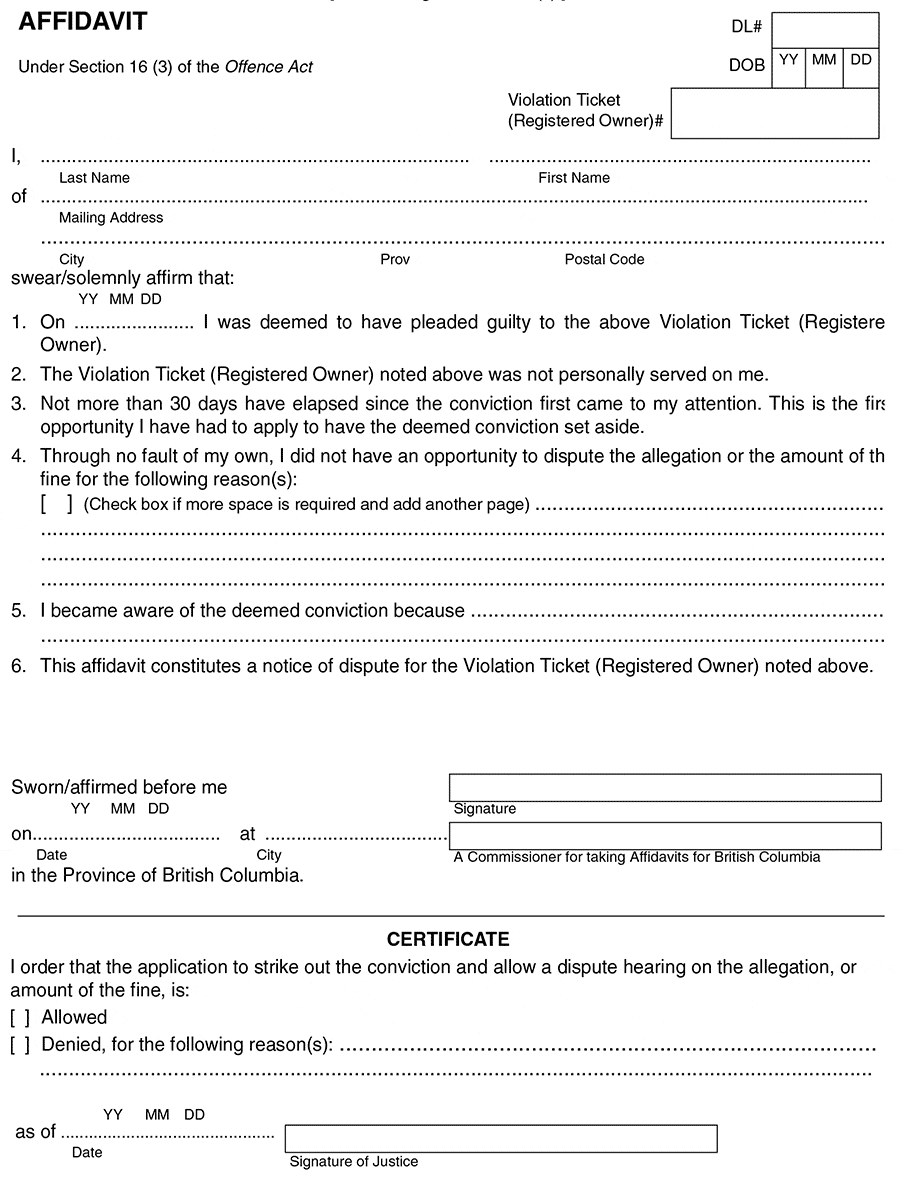 AFFIDAVIT
DL#
Under Section 16 (3) of the Offence Act
DOB YY MM DD
Violation Ticket
(Registered Owner)#
I, ........................................................................ ........................................................................
Last Name First Name
of ........................................................................
Mailing Address
........................................................................
City Prov Postal Code
swear/solemnly affirm that:
YY MM DD
1. On ....................... I was deemed to have pleaded guilty to the above Violation Ticket (Registere
Owner).
2. The Violation Ticket (Registered Owner) noted above was not personally served on me.
3. Not more than 30 days have elapsed since the conviction first came to my attention. This is the firs
opportunity I have had to apply to have the deemed conviction set aside.
4. Through no fault of my own, I did not have an opportunity to dispute the allegation or the amount of th
fine for the following reason(s):
[ ] (Check box if more space is required and add another page) ............................................................
........................................................................
........................................................................
........................................................................
5. I became aware of the deemed conviction because ........................................................................
........................................................................
6. This affidavit constitutes a notice of dispute for the Violation Ticket (Registered Owner) noted above.
Sworn/affirmed before me
YY MM DD Signature
on.................................... at ...................................
Date City A Commissioner for taking Affidavits for British Columbia
in the Province of British Columbia.
CERTIFICATE
I order that the application to strike out the conviction and allow a dispute hearing on the allegation, or
amount of the fine, is:
[ ] Allowed
[ ] Denied, for the following reason(s): ........................................................................
........................................................................
YY MM DD
as of ..........................................
Date
Signature of Justice